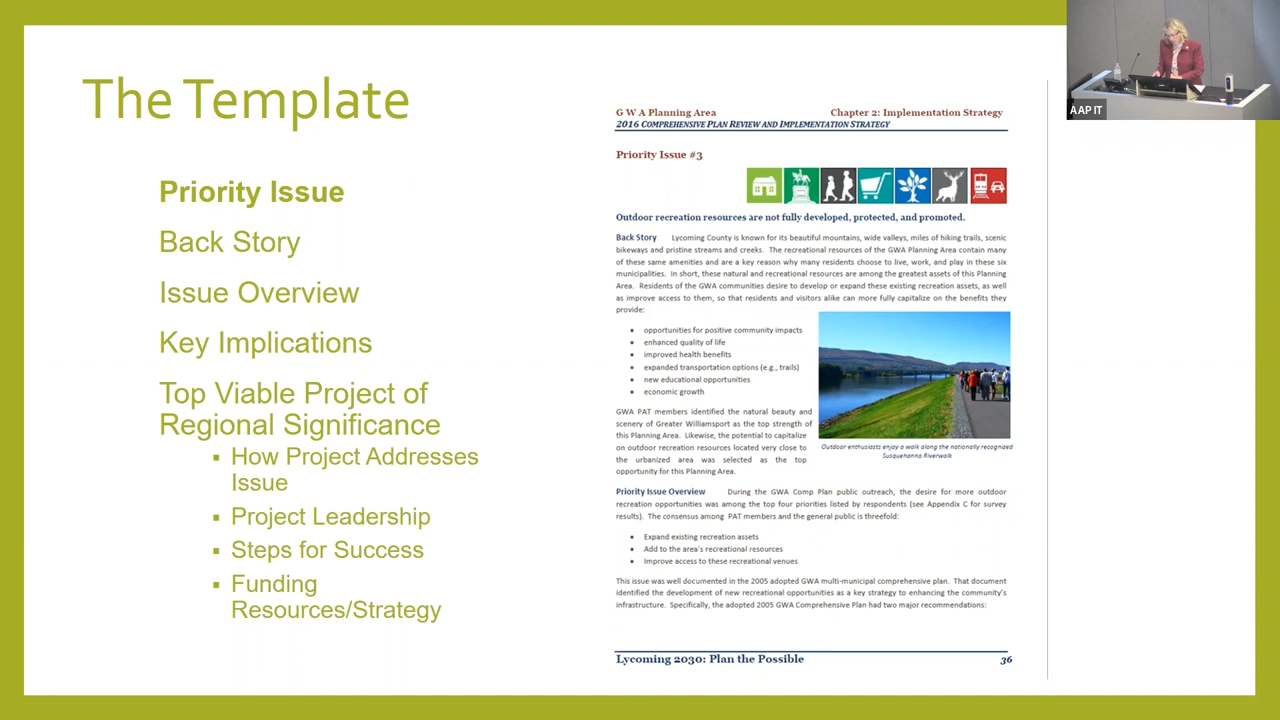 The Template
Priority Issue
Back Story
Issue Overview
Key Implications
Top Viable Project of
Regional Significance
How Project Addresses
Issue
Project Leadership
Steps for Success
Funding
Resources/Strategy
G W A Planning Area Chapter 2: Implementation Strategy
2016 COMPREHENSIVE PLAN REVIEW AND IMPLEMENTATION STRATEGY
Priority Issue #3
Outdoor recreation resources are not fully developed, protected, and promoted.
Back Story Lycoming County is known for its beautiful mountains, wide valleys, miles of hiking trails, scenic
bikeways and pristine streams and creeks. The recreational resources of the GWA Planning Area contain many
of these same amenities and are a key reason why many residents choose to live, work, and play in these six
municipalities. In short, these natural and recreational resources are among the greatest assets of this Planning
Area. Residents of the GWA communities desire to develop or expand these existing recreation assets, as well
as improve access to them, so that residents and visitors alike can more fully capitalize on the benefits they
provide:
opportunities for positive community impacts
enhanced quality of life
improved health benefits
expanded transportation options (e.g., trails)
new educational opportunities
economic growth
GWA PAT members identified the natural beauty and
scenery of Greater Williamsport as the top strength of
this Planning Area. Likewise, the potential to capitalize
on outdoor recreation resources located very close to
the urbanized area was selected as the top
opportunity for this Planning Area.
Outdoor enthusiasts enjoy a walk along the nationally recognized
Susquehanna Riverwalk
Priority Issue Overview During the GWA Comp Plan public outreach, the desire for more outdoor
recreation opportunities was among the top four priorities listed by respondents (see Appendix C for survey
results). The consensus among PAT members and the general public is threefold:
Expand existing recreation assets
Add to the area's recreational resources
Improve access to these recreational venues
This issue was well documented in the 2005 adopted GWA multi-municipal comprehensive plan. That document
identified the development of new recreational opportunities as a key strategy to enhancing the community's
infrastructure. Specifically, the adopted 2005 GWA Comprehensive Plan had two major recommendations:
Lycoming 2030: Plan the Possible 36
AAP IT